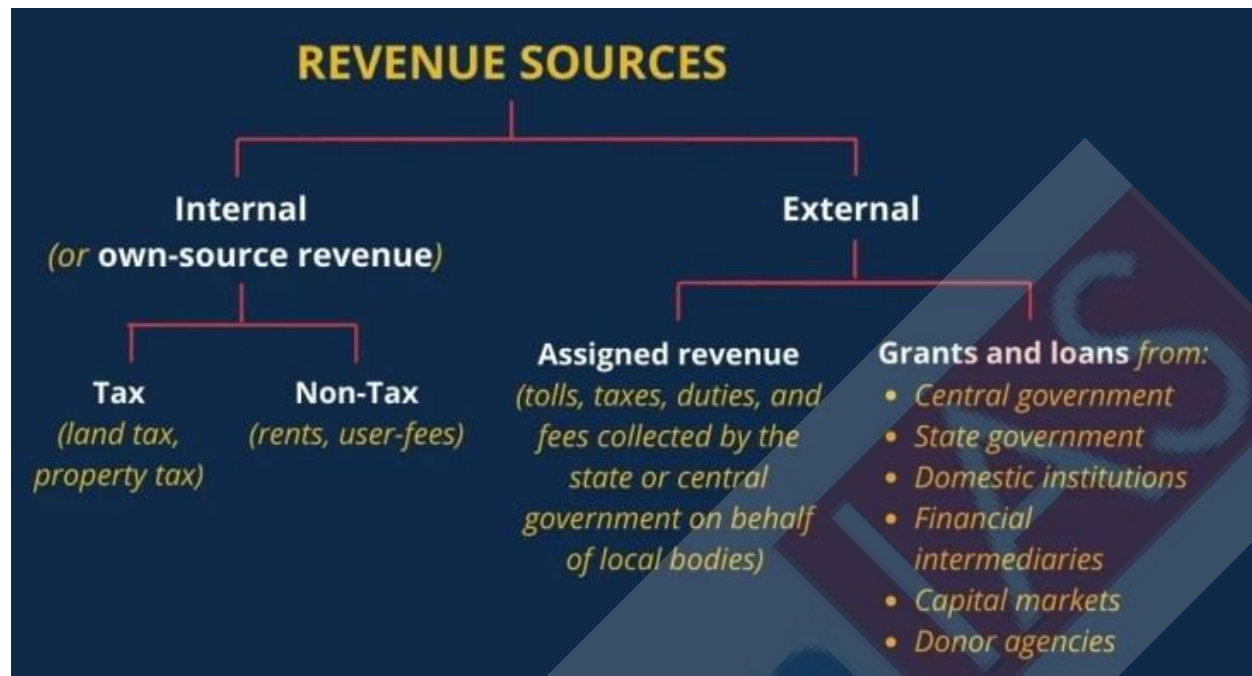 REVENUE SOURCES
Internal
(or own-source revenue)
Tax
(land tax,
property tax)
Non-Tax
(rents, user-fees)
External
Assigned revenue
(tolls, taxes, duties, and
fees collected by the
state or central
government on behalf
of local bodies)
Grants and loans from:
• Central government
• State government
• Domestic institutions
• Financial
intermediaries
• Capital markets
• Donor agencies
IAS